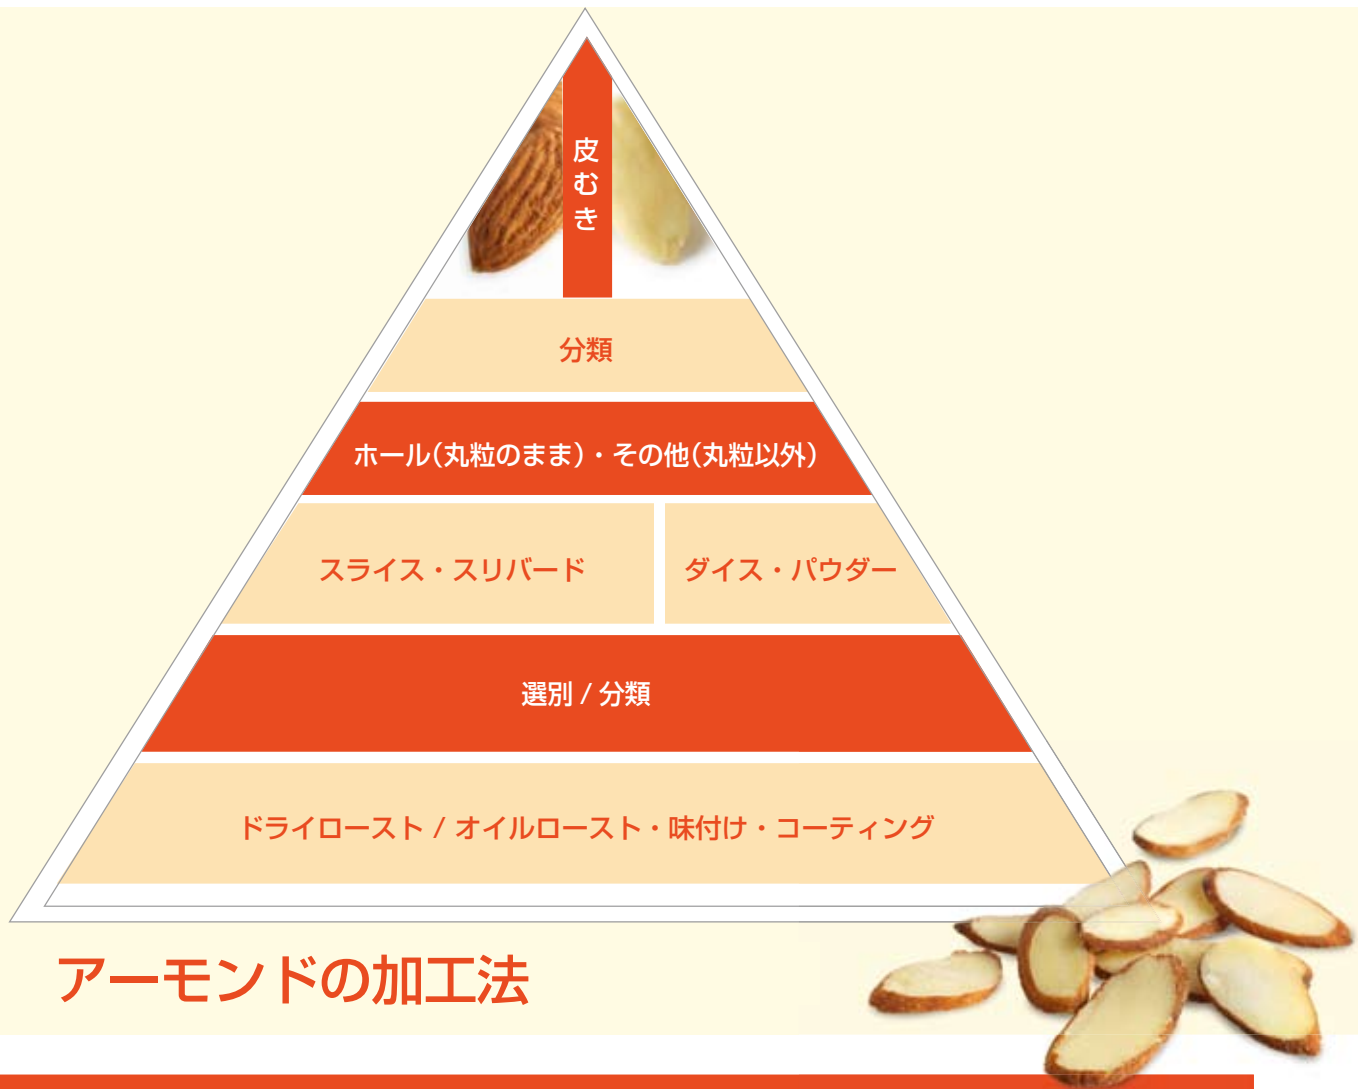 皮むき
分類
ホール(丸粒のまま)・その他(丸粒以外)
スライス・スリバード
ダイス・パウダー
選別 / 分類
ドライロースト / オイルロースト・味付け・コーティング
アーモンドの加工法